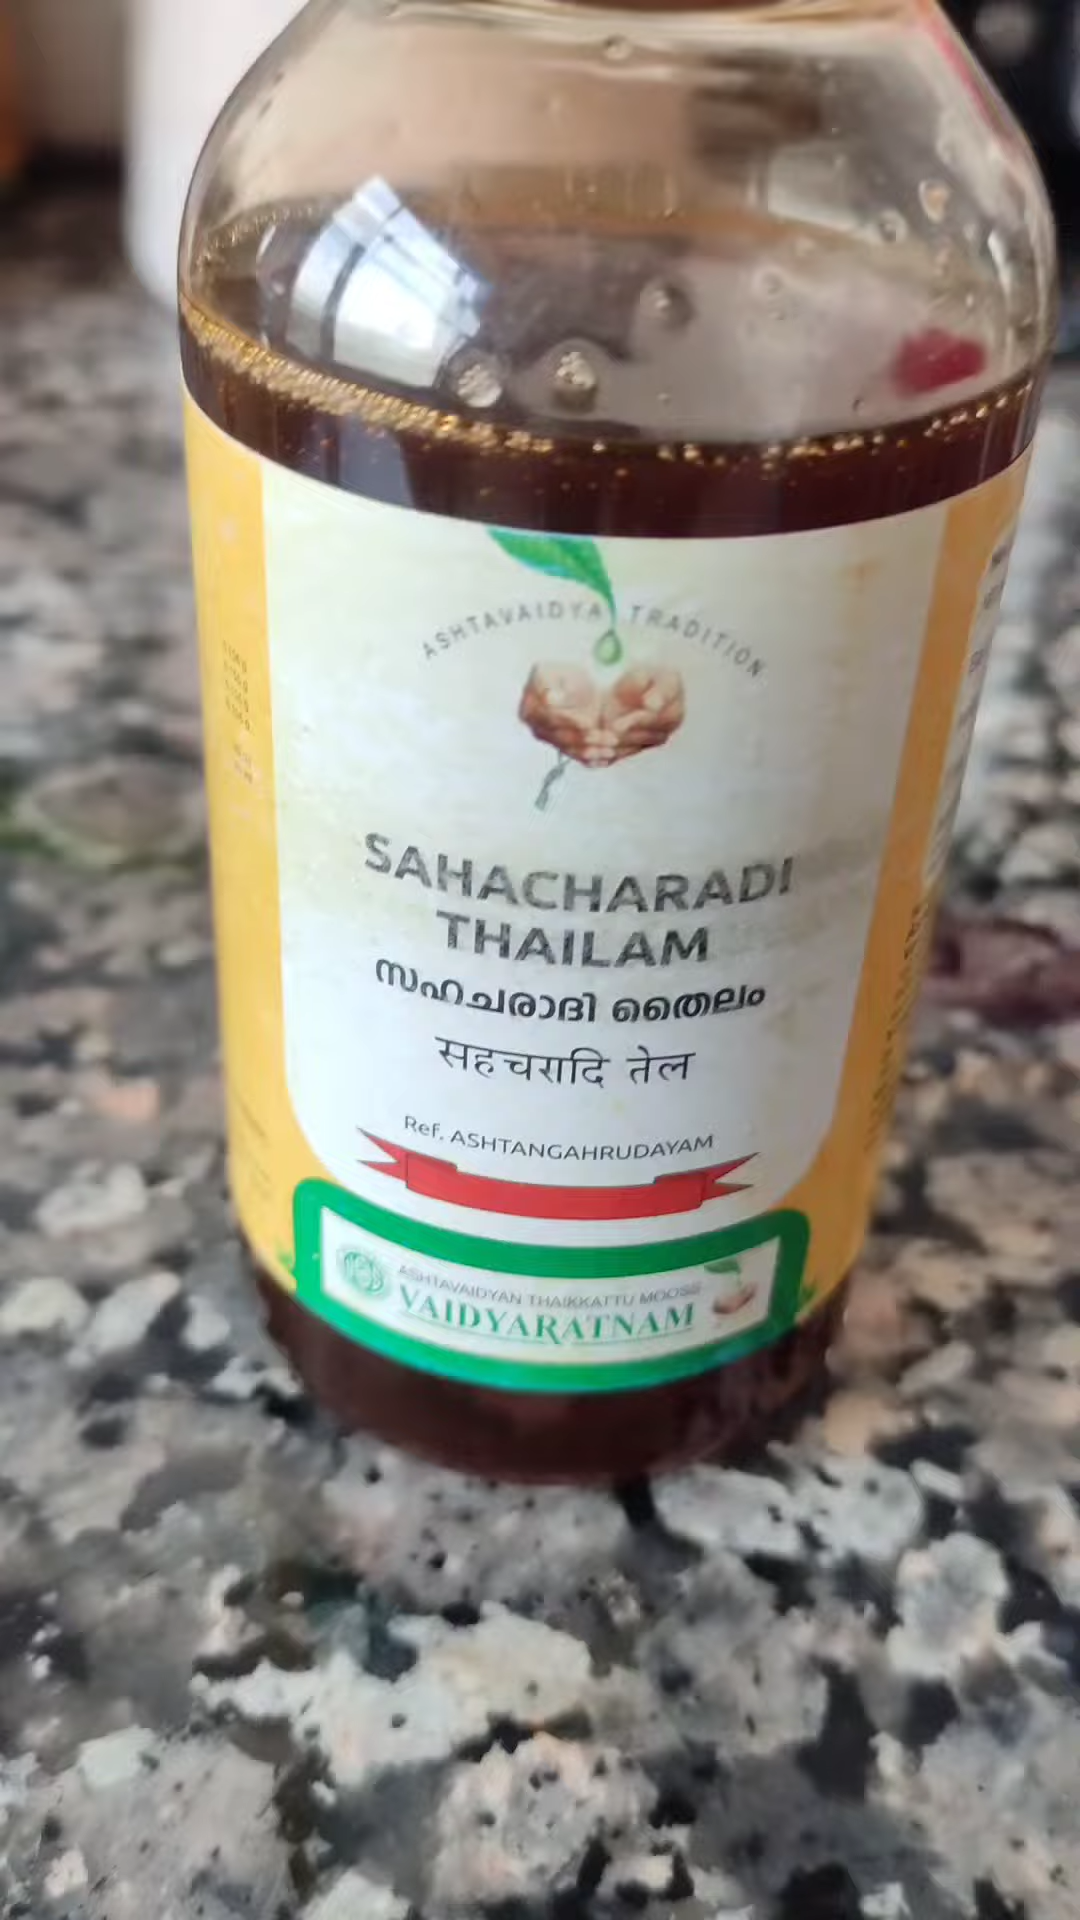 ASHTAVAIDYA TRADITION
SAHACHARADI
THAILAM
സഹചരാദി തൈലം
सहचरादि तेल
Ref. ASHTANGAHRUDAYAM
ASHTAVAIDYAN THAIKKATTU MOOSS'
VAIDYARATNAM